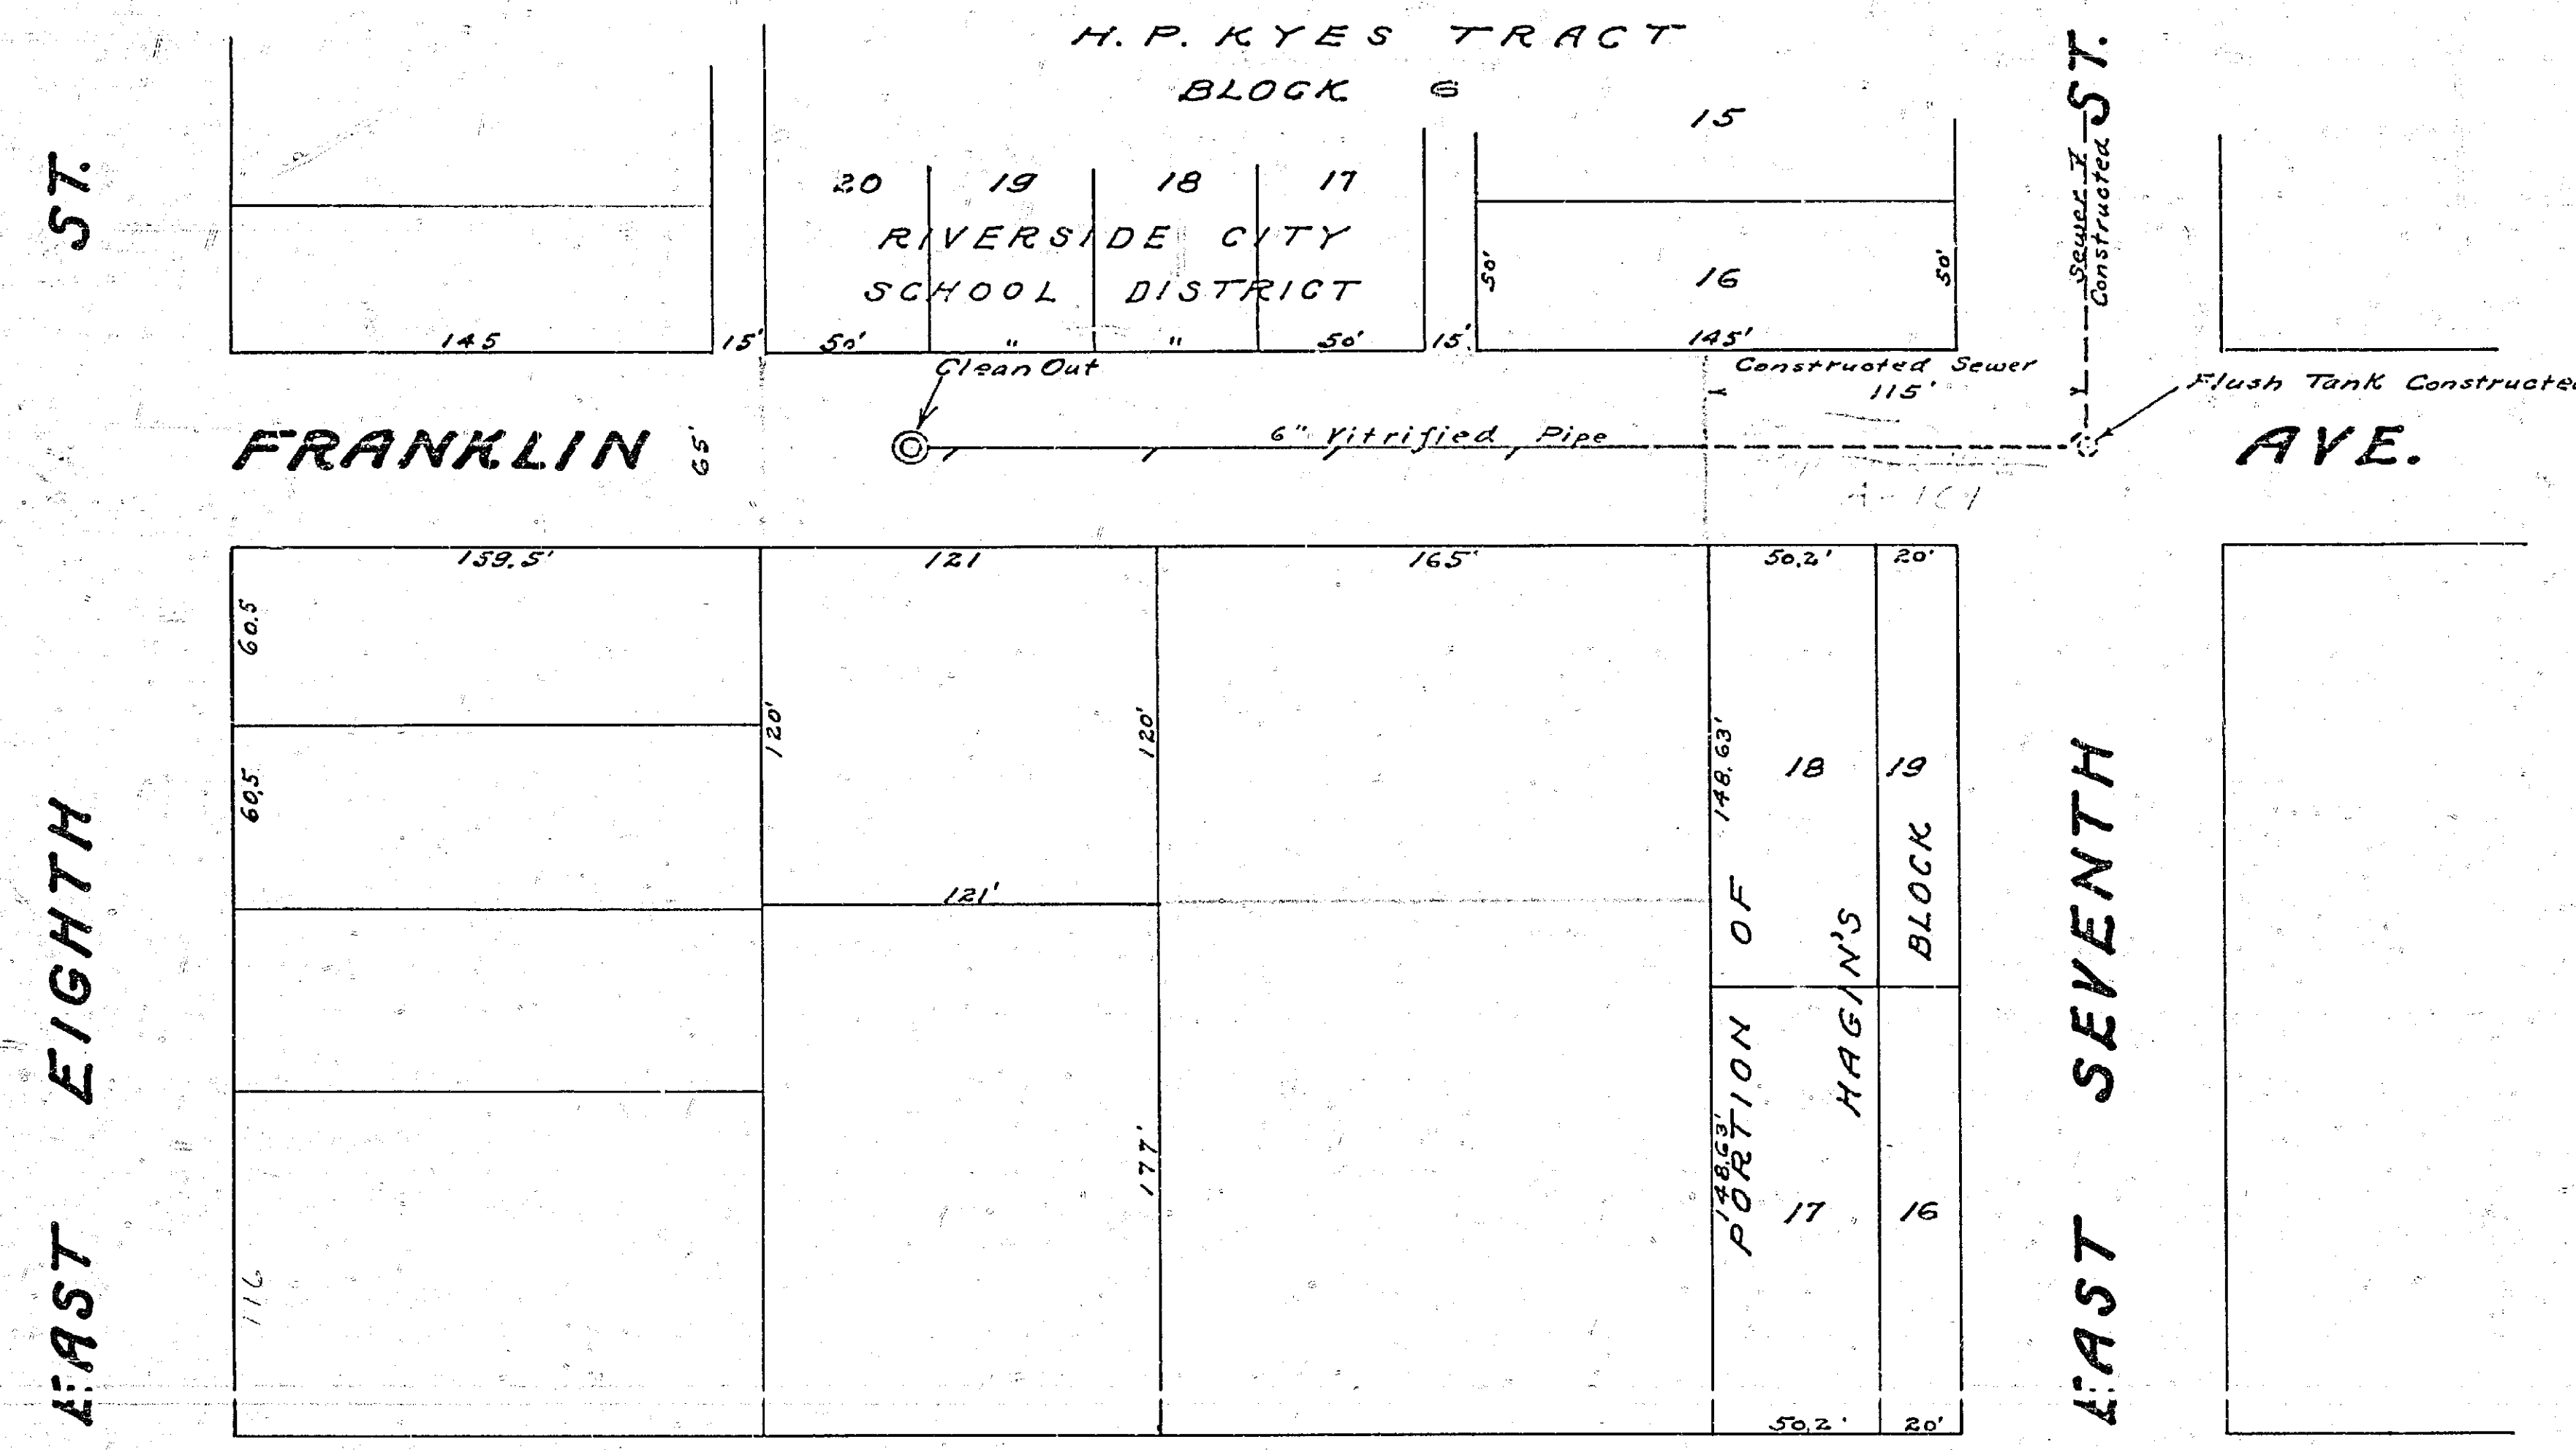 H. P. KYES TRACT
BLOCK 6
15
20 19 18 17
RIVERSIDE CITY
SCHOOL DISTRICT
16
50'
50'
145 15' 50' " " 50' 15' 145'
Clean Out
Constructed Sewer
115'
Sewer
Constructed
Flush Tank Constructe
FRANKLIN 65' AVE.
6" Vitrified Pipe
159.5' 121 165' 50.2' 20'
60.5
60.5
120'
120'
148.63'
18 19
121'
177'
148.63'
PORTION OF
HAGIN'S
BLOCK
17 16
116
50.2' 20'
EAST EIGHTH ST.
EAST SEVENTH ST.